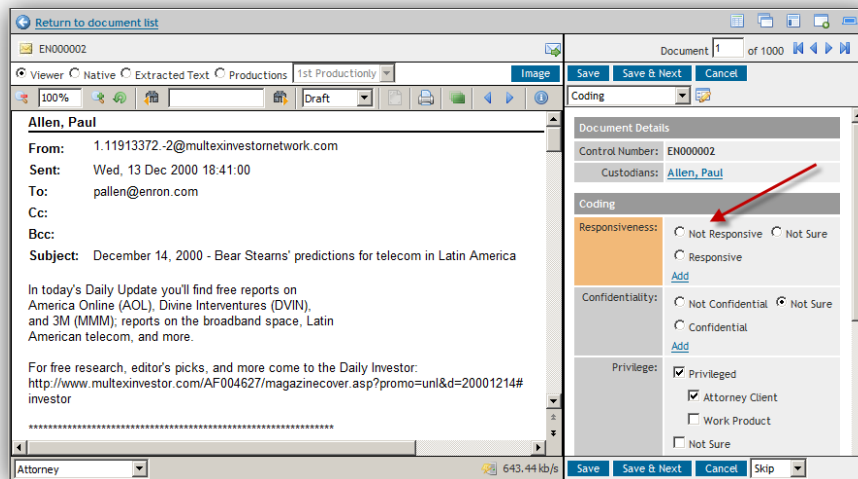 Return to document list
EN000002
Document 1 of 1000
Viewer Native Extracted Text Productions 1st Productionly Image
Save Save & Next Cancel
100% Draft
Coding
Allen, Paul
From: 1.11913372.-2@multexinvestornetwork.com
Sent: Wed, 13 Dec 2000 18:41:00
To: pallen@enron.com
Cc:
Bcc:
Subject: December 14, 2000 - Bear Stearns' predictions for telecom in Latin America
In today's Daily Update you'll find free reports on
America Online (AOL), Divine Interventures (DVIN),
and 3M (MMM); reports on the broadband space, Latin
American telecom, and more.
For free research, editor's picks, and more come to the Daily Investor:
http://www.multexinvestor.com/AF004627/magazinecover.asp?promo=unl&d=20001214#
investor
*************************************************************
Document Details
Control Number: EN000002
Custodians: Allen, Paul
Coding
Responsiveness: Not Responsive Not Sure
Responsive
Add
Confidentiality: Not Confidential Not Sure
Confidential
Add
Privilege: Privileged
Attorney Client
Work Product
Not Sure
Attorney 643.44 kb/s
Save Save & Next Cancel Skip